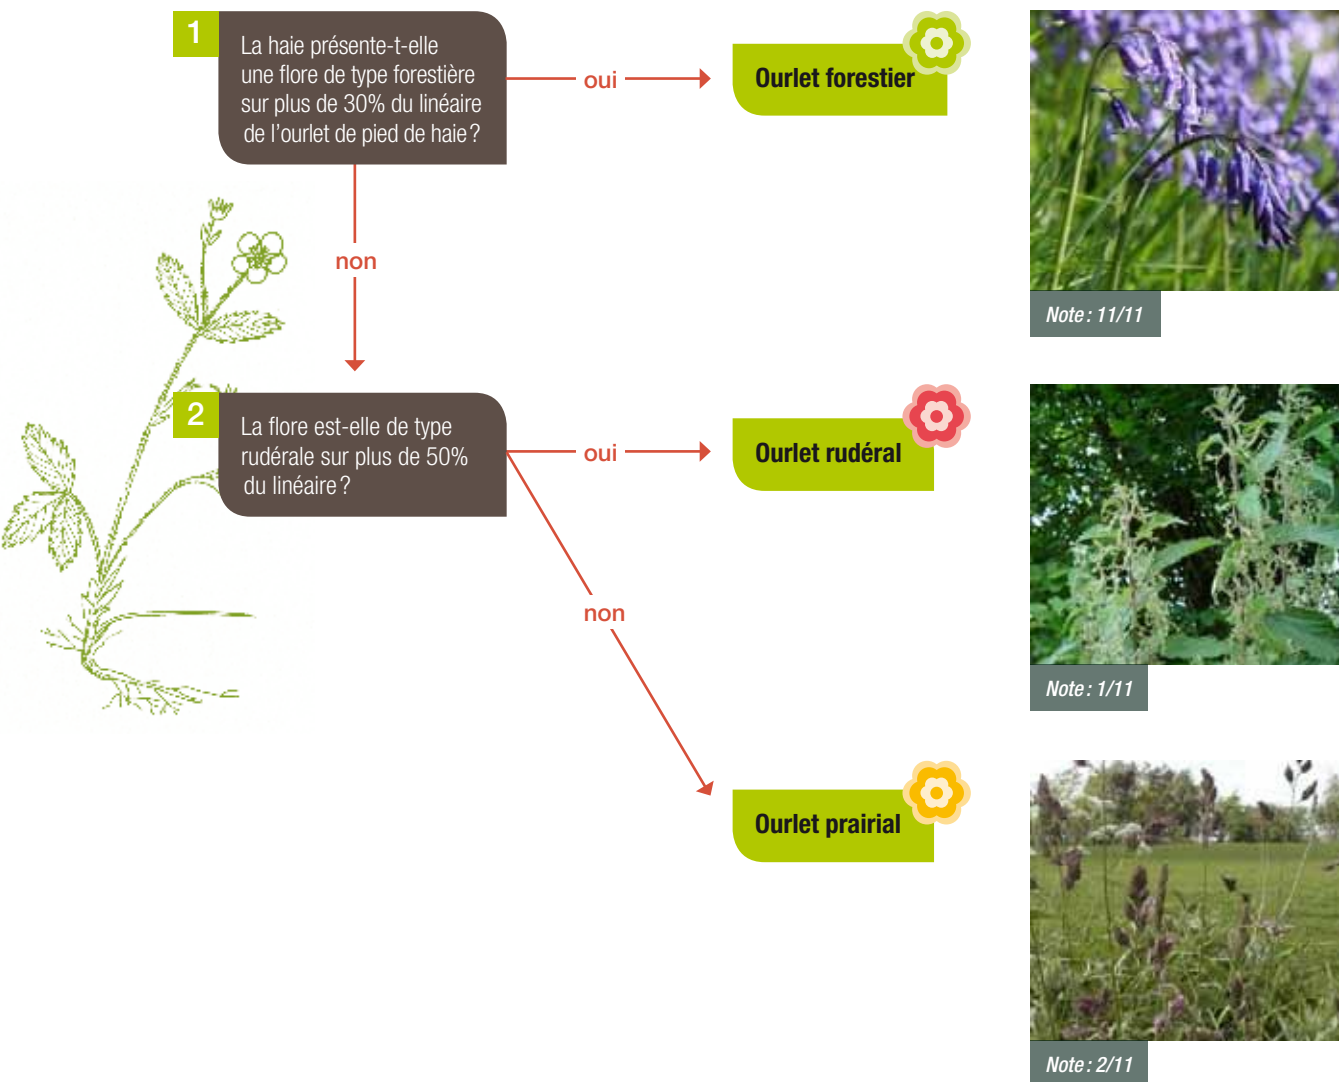 1
La haie présente-t-elle
une flore de type forestière
sur plus de 30% du linéaire
de l'ourlet de pied de haie ?
oui
Ourlet forestier
Note : 11/11
non
2
La flore est-elle de type
rudérale sur plus de 50%
du linéaire ?
oui
Ourlet rudéral
Note : 1/11
non
Ourlet prairial
Note : 2/11